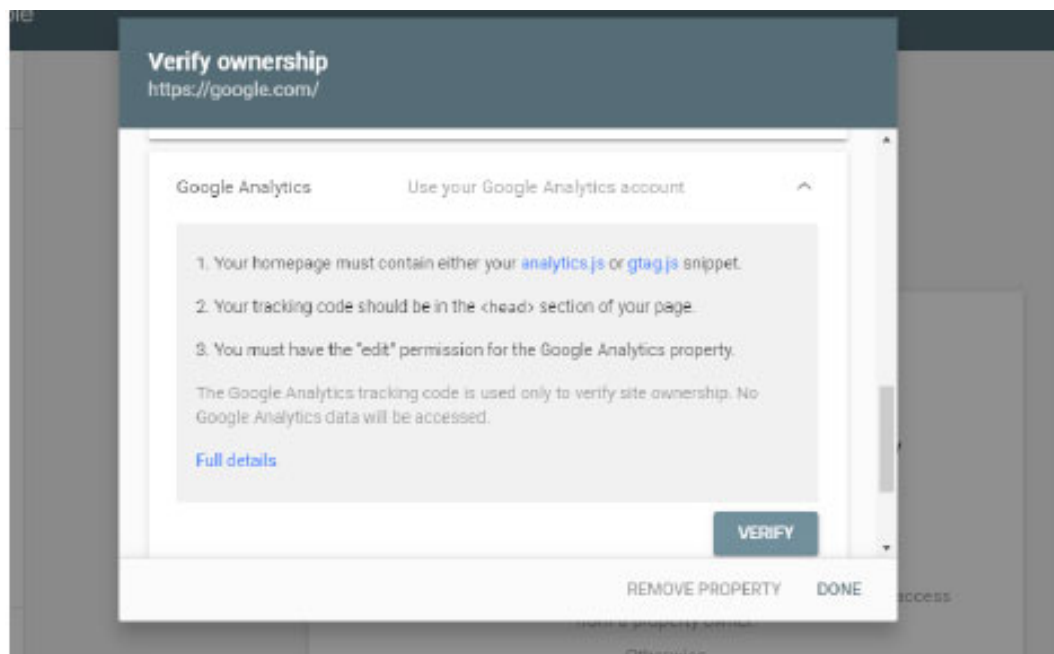 Verify ownership
https://google.com/
Google Analytics Use your Google Analytics account
1. Your homepage must contain either your analytics.js or gtag.js snippet.
2. Your tracking code should be in the <head> section of your page.
3. You must have the "edit" permission for the Google Analytics property.
The Google Analytics tracking code is used only to verify site ownership. No
Google Analytics data will be accessed.
Full details
VERIFY
REMOVE PROPERTY DONE
access
from a property owner.